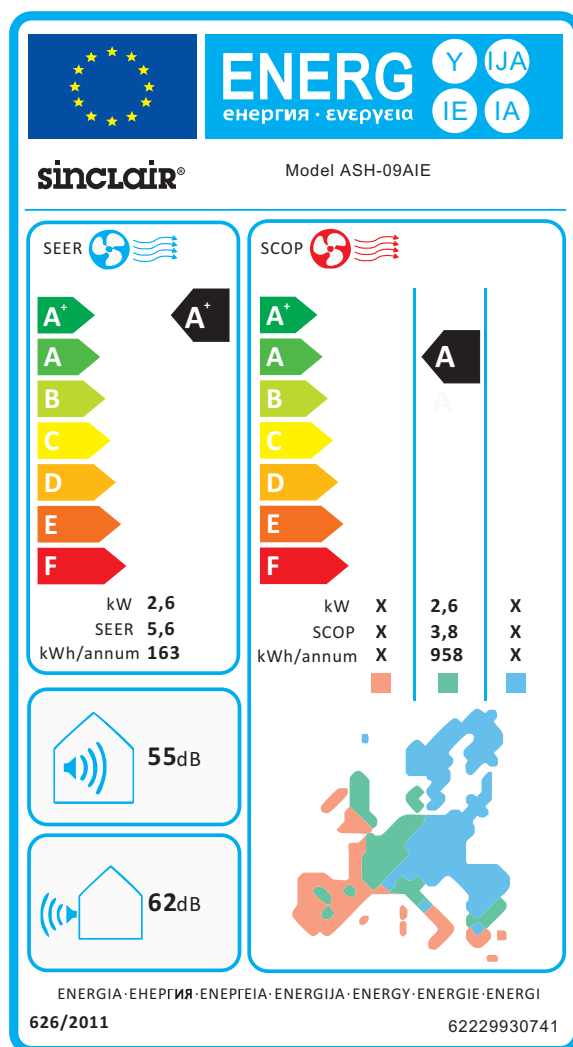 ENERG
енергия · ενεργεια
Y IJA
IE IA
sinclair®
Model ASH-09AIE
SEER
A+ A+
A
B
C
D
E
F
kW 2,6
SEER 5,6
kWh/annum 163
SCOP
A+
A A
A
B
C
D
E
F
kW X 2,6 X
SCOP X 3,8 X
kWh/annum X 958 X
55dB
62dB
ENERGIA·ЕНЕРГИЯ·ΕΝΕΡΓΕΙΑ·ENERGIJA·ENERGY·ENERGIE·ENERGI
626/2011
62229930741